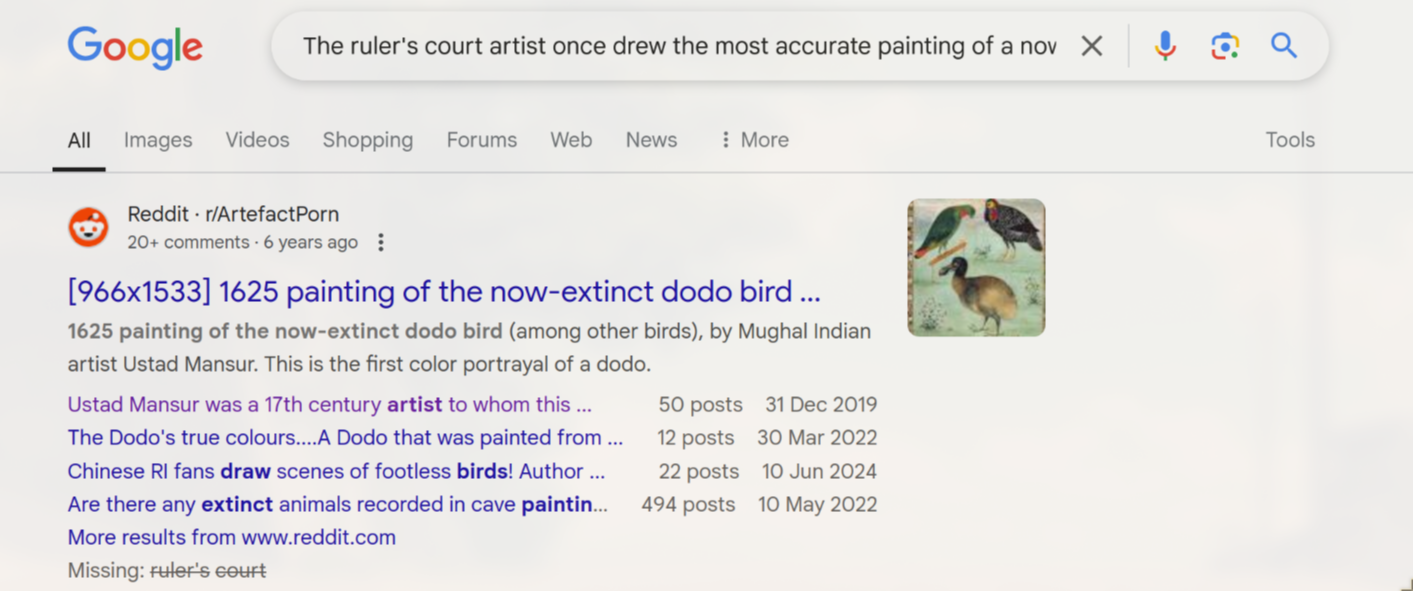 Google
The ruler's court artist once drew the most accurate painting of a nov
All Images Videos Shopping Forums Web News More Tools
Reddit · r/ArtefactPorn
20+ comments · 6 years ago
[966x1533] 1625 painting of the now-extinct dodo bird ...
1625 painting of the now-extinct dodo bird (among other birds), by Mughal Indian
artist Ustad Mansur. This is the first color portrayal of a dodo.
Ustad Mansur was a 17th century artist to whom this ... 50 posts 31 Dec 2019
The Dodo's true colours....A Dodo that was painted from ... 12 posts 30 Mar 2022
Chinese RI fans draw scenes of footless birds! Author ... 22 posts 10 Jun 2024
Are there any extinct animals recorded in cave paintin... 494 posts 10 May 2022
More results from www.reddit.com
Missing: ruler's court